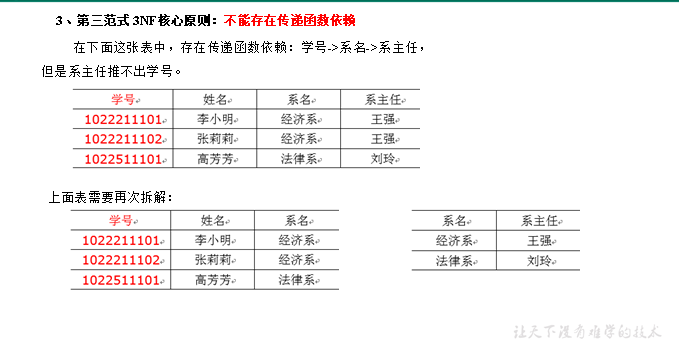 3、第三范式 3NF 核心原则：不能存在传递函数依赖
在下面这张表中，存在传递函数依赖：学号->系名->系主任，
但是系主任推不出学号。
学号 姓名 系名 系主任
1022211101 李小明 经济系 王强
1022211102 张莉莉 经济系 王强
1022511101 高芳芳 法律系 刘玲
上面表需要再次拆解：
学号 姓名 系名 系名 系主任
1022211101 李小明 经济系 经济系 王强
1022211102 张莉莉 经济系 法律系 刘玲
1022511101 高芳芳 法律系
让天下没有难学的技术